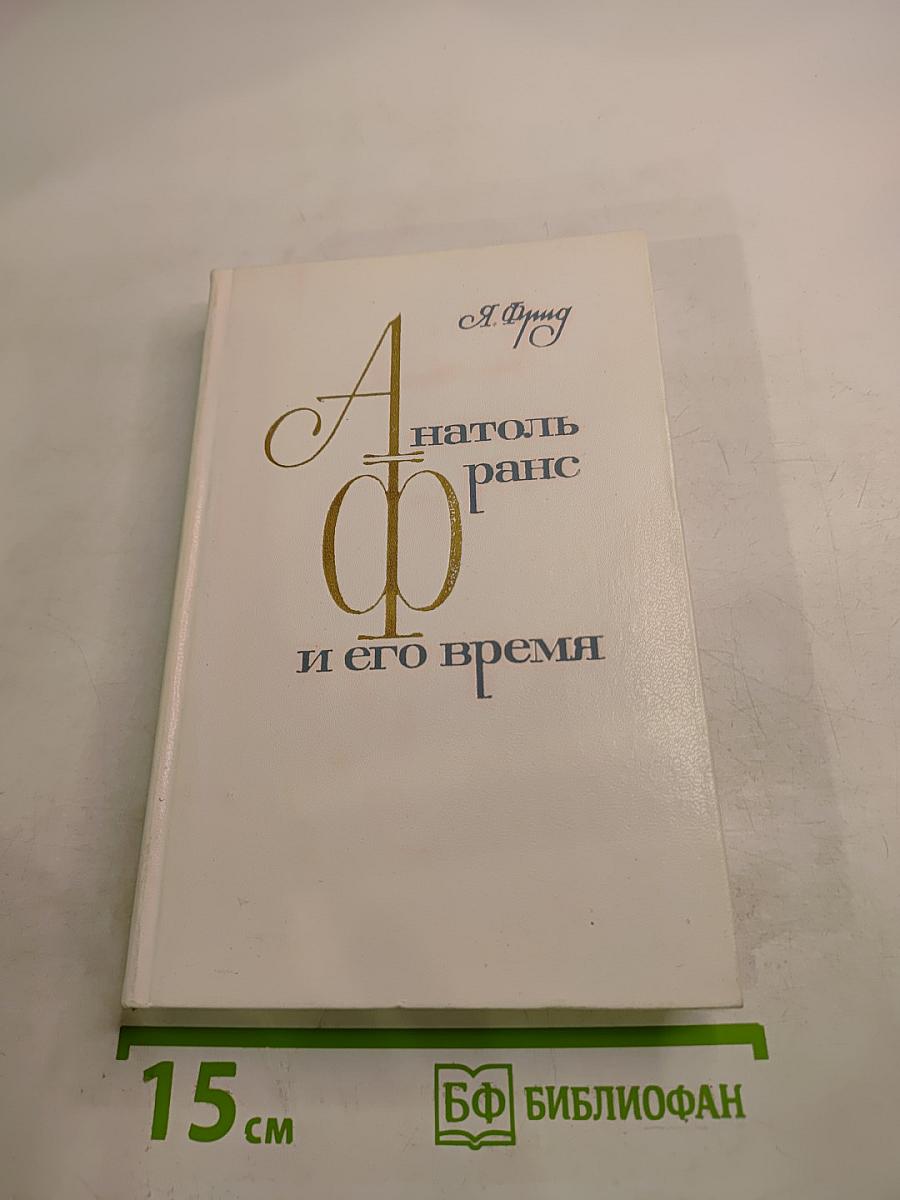 Я. Фрид
Анатоль
Франс
и его время
15 см
БФ БИБЛИОФАН